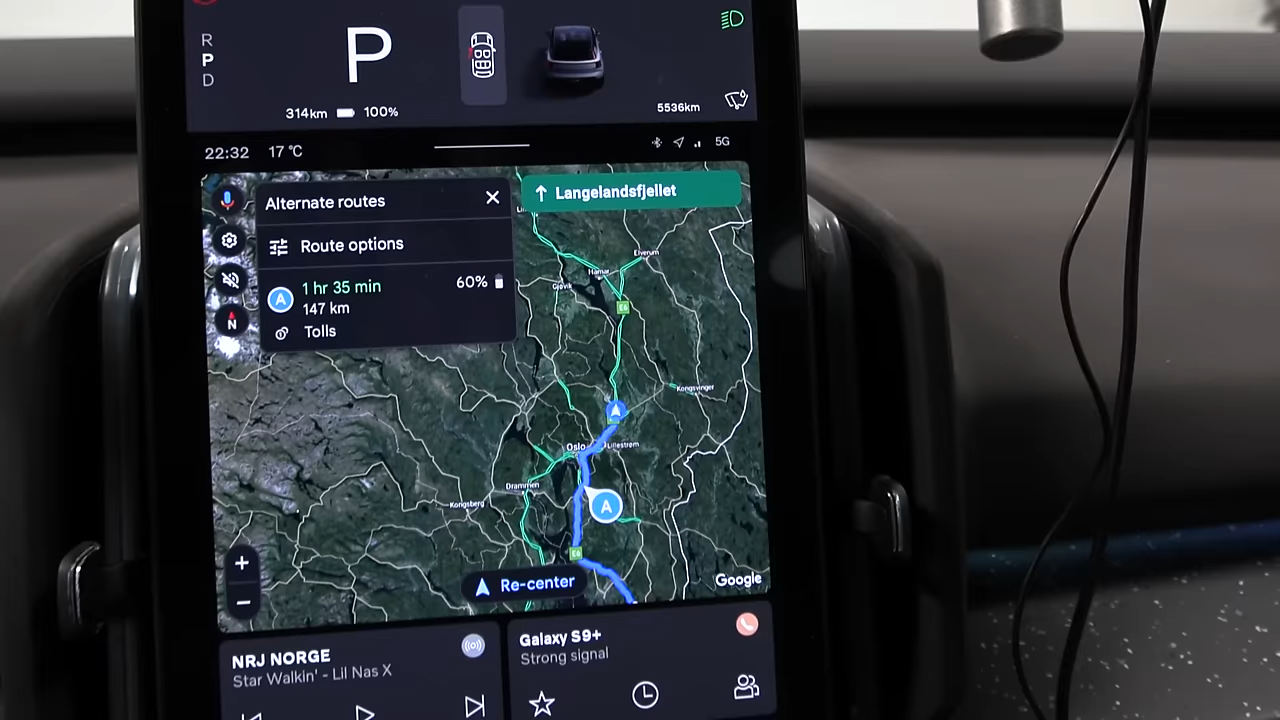 R
P
D
P
314km 100%
5536km
22:32 17 °C
5G
Alternate routes
Langelandsfjellet
Route options
1 hr 35 min
60%
A
147 km
Tolls
N
Hamar
Elverum
Gjøvik
E6
Kongsvinger
Oslo
Lillestrøm
Drammen
Kongsberg
A
E6
+
−
Re-center
Google
NRJ NORGE
Star Walkin' - Lil Nas X
Galaxy S9+
Strong signal